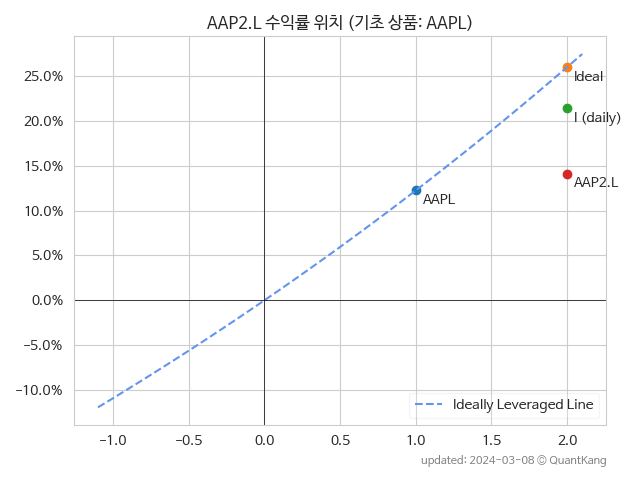 AAP2.L 수익률 위치 (기초 상품: AAPL)
25.0%
20.0%
15.0%
10.0%
5.0%
0.0%
−5.0%
−10.0%
Ideal
I (daily)
AAP2.L
AAPL
Ideally Leveraged Line
−1.0 −0.5 0.0 0.5 1.0 1.5 2.0
updated: 2024-03-08 © QuantKang